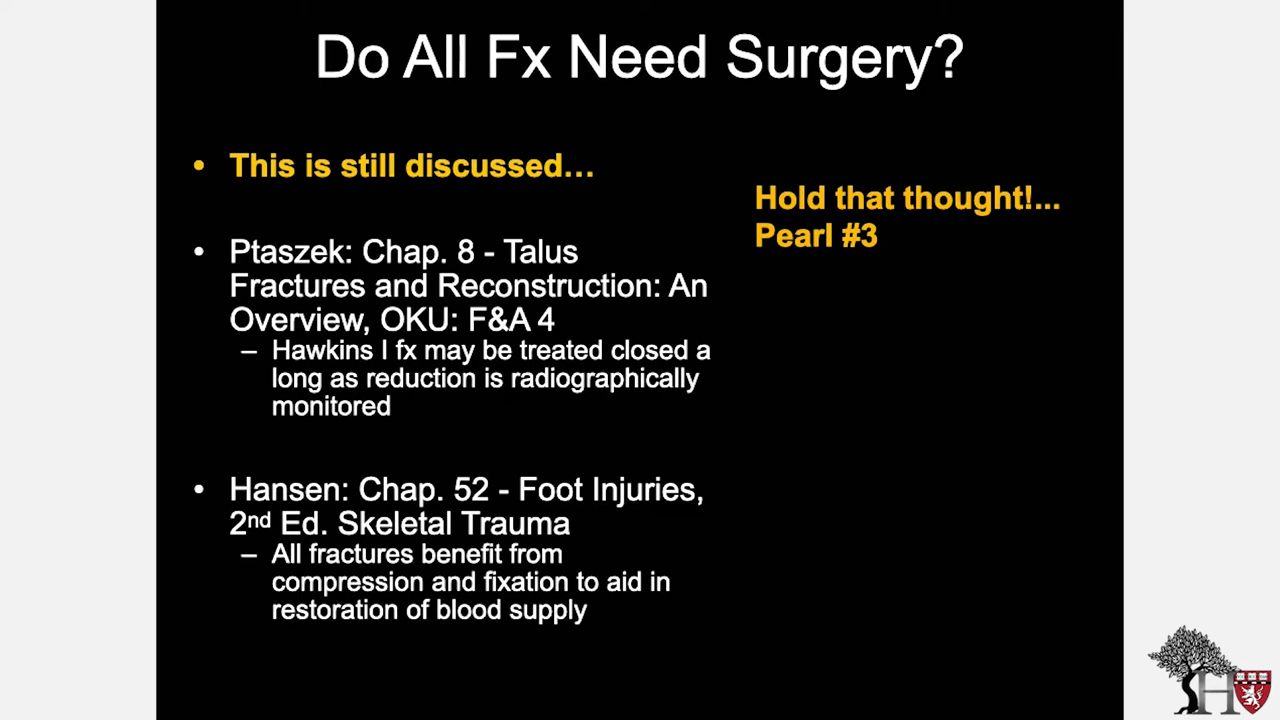 Do All Fx Need Surgery?
• This is still discussed…
Hold that thought!...
Pearl #3
• Ptaszek: Chap. 8 - Talus
Fractures and Reconstruction: An
Overview, OKU: F&A 4
– Hawkins I fx may be treated closed a
long as reduction is radiographically
monitored
• Hansen: Chap. 52 - Foot Injuries,
2nd Ed. Skeletal Trauma
– All fractures benefit from
compression and fixation to aid in
restoration of blood supply
H